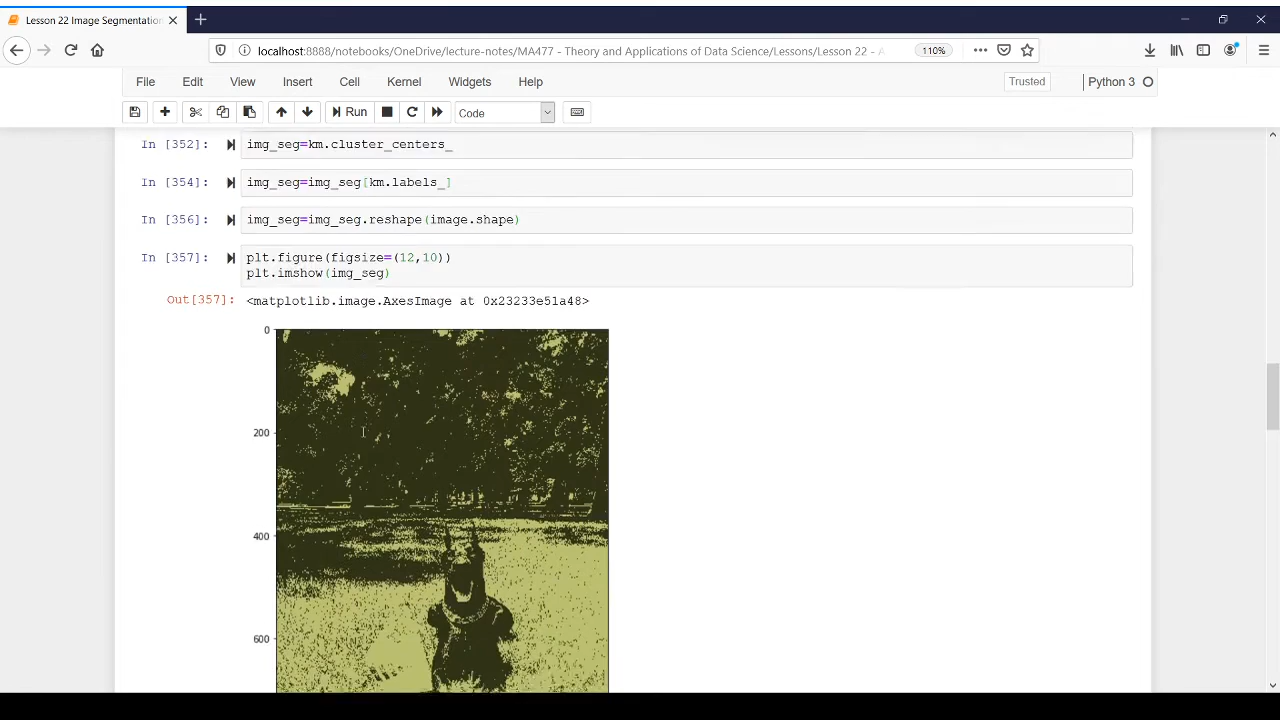 Lesson 22 Image Segmentation
localhost:8888/notebooks/OneDrive/lecture-notes/MA477 - Theory and Applications of Data Science/Lessons/Lesson 22 -
110%
File Edit View Insert Cell Kernel Widgets Help
Trusted
Python 3
Run
Code
In [352]: img_seg=km.cluster_centers_
In [354]: img_seg=img_seg[km.labels_]
In [356]: img_seg=img_seg.reshape(image.shape)
In [357]: plt.figure(figsize=(12,10))
plt.imshow(img_seg)
Out[357]: <matplotlib.image.AxesImage at 0x23233e51a48>
0
200
400
600